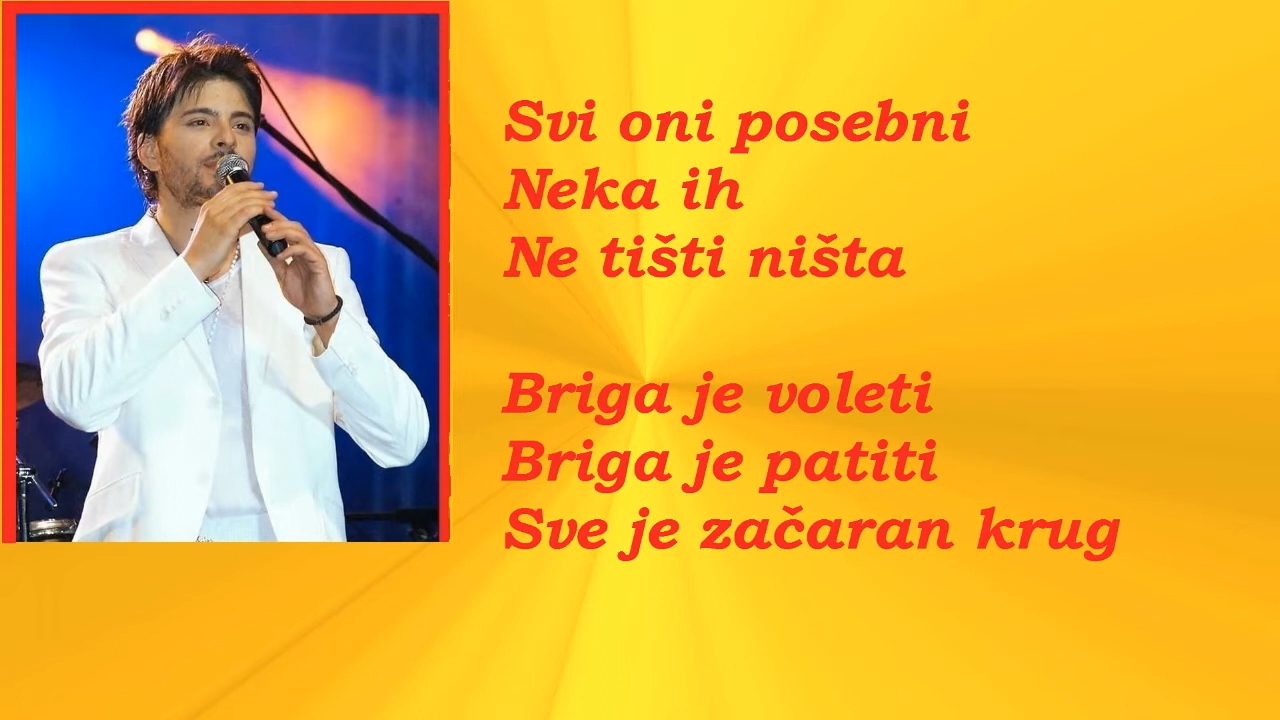 Svi oni posebni
Neka ih
Ne tišti ništa
Briga je voleti
Briga je patiti
Sve je začaran krug